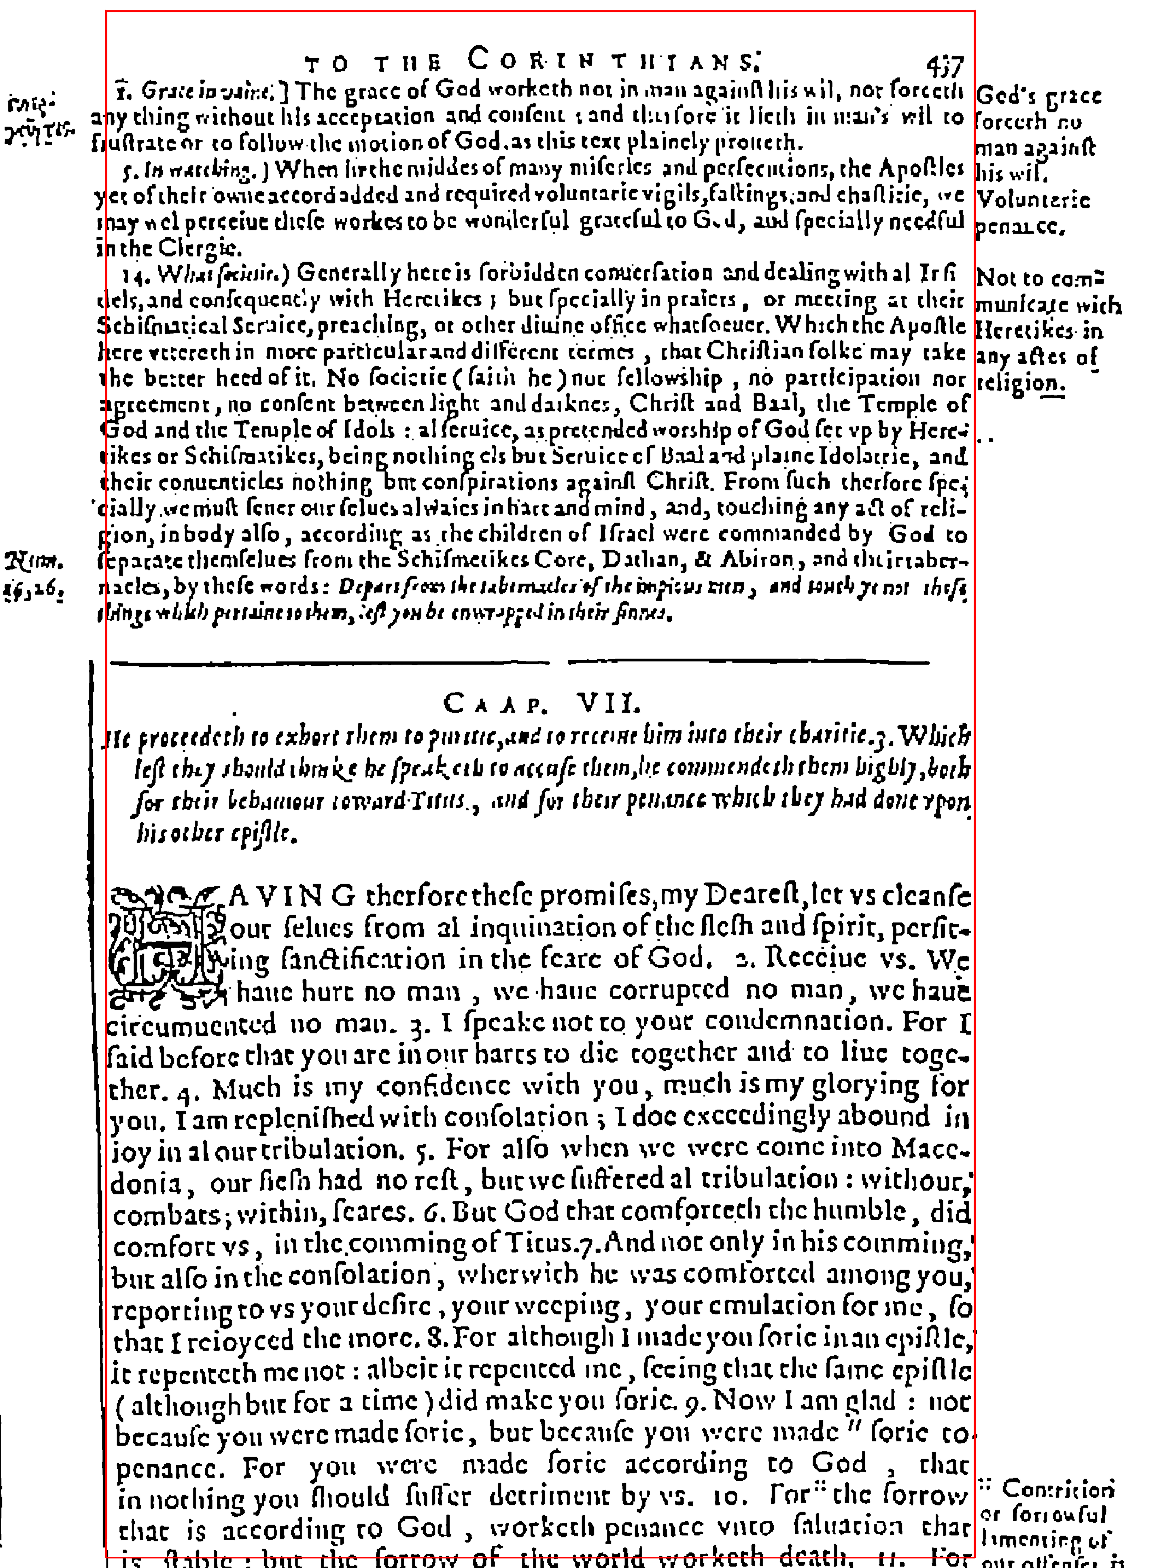 TO THE CORINTHIANS. 437
1. Grace in vaine.] The grace of God worketh not in man againſt his wil, nor forceth
any thing without his acceptation and conſent : and therfore it lieth in man's wil to
fruſtrate or to follow the motion of God, as this text plainely proueth.
5. In watching.) When in the middes of many miſeries and perſecutions, the Apoſtles
yet of their owne accord added and required voluntarie vigils, faſtings, and chaſtitie, we
may wel perceiue theſe workes to be wonderful grateful to God, and ſpecially needful
in the Clergie.
14. What ſocietie.) Generally here is forbidden conuerſation and dealing with al Infi
dels, and conſequently with Heretikes ; but ſpecially in praiers, or meeting at their
Schiſmatical Seruice, preaching, or other diuine office whatſoeuer. Which the Apoſtle
here vttereth in more particular and different termes, that Chriſtian folke may take
the better heed of it. No ſocietie (ſaith he) nor fellowſhip, no participation nor
agreement, no conſent between light and darknes, Chriſt and Baal, the Temple of
God and the Temple of Idols : al ſeruice, as pretended worship of God ſet vp by Here-
tikes or Schiſmatikes, being nothing els but Seruice of Baal and plaine Idolatrie, and
their conuenticles nothing but conſpirations againſt Chriſt. From ſuch therfore ſpe-
cially we muſt ſeuer our ſelues alwaies in hart and mind, and, touching any act of reli-
gion, in body alſo, according as the children of Iſrael were commanded by God to
ſeparate themſelues from the Schiſmetikes Core, Dathan, & Abiron, and their taber-
nacles, by theſe words: Depart from the tabernacles of the impious men, and touch ye not theſe
things which pertaine to them, leſt you be enwrapped in their ſinnes.
God's grace
forceth no
man againſt
his wil.
Volunterie
penance.
Not to com=
municate with
Heretikes in
any actes of
religion.
Num.
16, 26.
CAAP. VII.
He proceedeth to exhort them to puritie, and to receiue him into their charitie. 3. Which
leſt they should thinke he ſpeaketh to accuſe them, he commendeth them highly, both
for their behauiour toward Titus, and for their penance which they had done vpon
his other epiſtle.
HAVING therfore theſe promiſes, my Deareſt, let vs cleanſe
our ſelues from al inquination of the fleſh and ſpirit, perfit-
ing ſanctification in the feare of God. 2. Receiue vs. We
haue hurt no man, we haue corrupted no man, we haue
circumuented no man. 3. I ſpeake not to your condemnation. For I
ſaid before that you are in our harts to die together and to liue toge-
ther. 4. Much is my confidence with you, much is my glorying for
you. I am repleniſhed with conſolation ; I doe exceedingly abound in
ioy in al our tribulation. 5. For alſo when we were come into Mace-
donia, our fleſh had no reſt, but we ſuffered al tribulation : without,
combats; within, feares. 6. But God that comforteth the humble, did
comfort vs, in the comming of Titus. 7. And not only in his comming,
but alſo in the conſolation, wherwith he was comforted among you,
reporting to vs your deſire, your weeping, your emulation for me, ſo
that I reioyced the more. 8. For although I made you ſorie in an epiſtle,
it repenteth me not : albeit it repented me, ſeeing that the ſame epiſtle
(although but for a time) did make you ſorie. 9. Now I am glad : not
becauſe you were made ſorie, but becauſe you were made " ſorie to
penance. For you were made ſorie according to God, that
in nothing you ſhould ſuffer detriment by vs. 10. For :: the ſorrow
that is according to God, worketh penance vnto ſaluation that
is ſtable : but the ſorrow of the world worketh death. 11. For
:: Contrition
or ſorrowful
lamenting of
our offenſes is